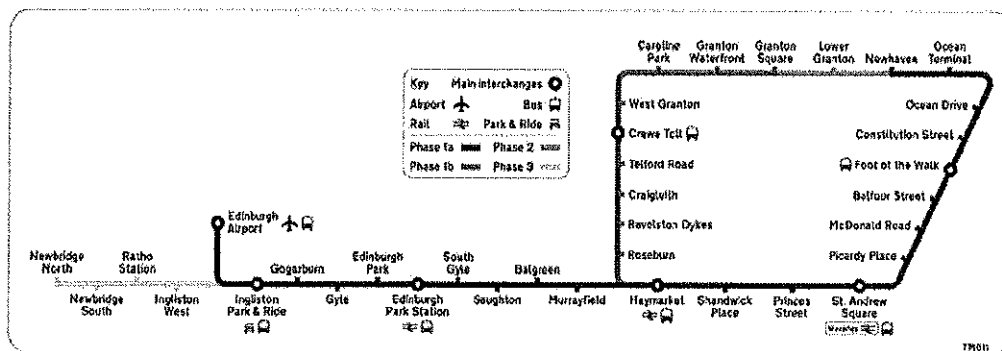 Caroline
Park
Granton
Waterfront
Granton
Square
Lower
Granton
Newhaven
Ocean
Terminal
Key Main interchanges
Airport Bus
Rail Park & Ride
Phase 1a Phase 2
Phase 1b Phase 3
West Granton
Crewe Toll
Telford Road
Craigleith
Ravelston Dykes
Roseburn
Ocean Drive
Constitution Street
Foot of the Walk
Balfour Street
McDonald Road
Picardy Place
Edinburgh
Airport
Newbridge
North
Ratho
Station
Gogarburn
Edinburgh
Park
South
Gyle
Balgreen
Newbridge
South
Ingliston
West
Ingliston
Park & Ride
Gyle
Edinburgh
Park Station
Saughton
Murrayfield
Haymarket
Shandwick
Place
Princes
Street
St. Andrew
Square
Waverley